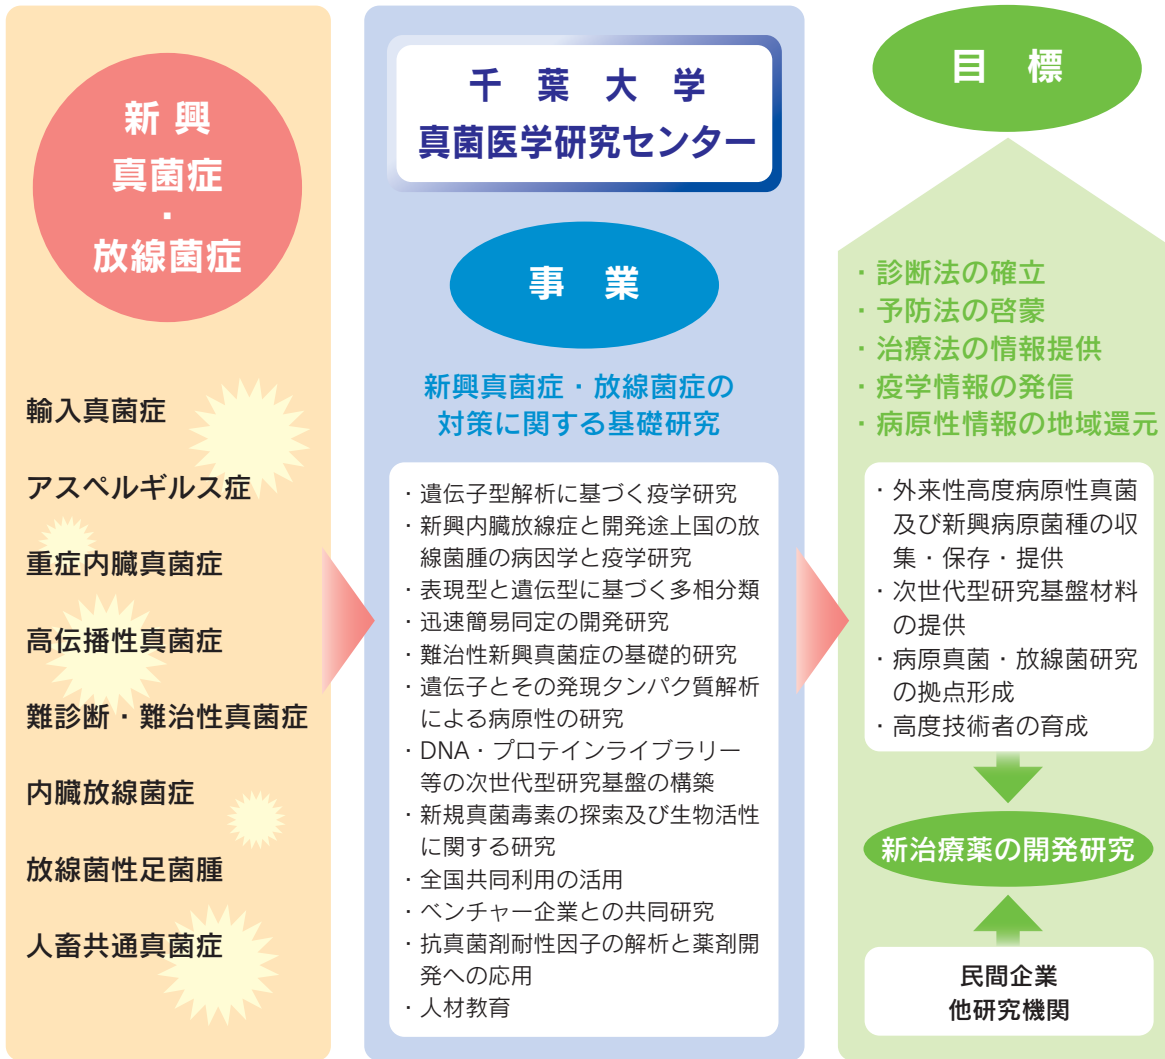 新 興
真菌症
・
放線菌症
輸入真菌症
アスペルギルス症
重症内臓真菌症
高伝播性真菌症
難診断・難治性真菌症
内臓放線菌症
放線菌性足菌腫
人畜共通真菌症
千 葉 大 学
真菌医学研究センター
事 業
新興真菌症・放線菌症の
対策に関する基礎研究
・遺伝子型解析に基づく疫学研究
・新興内臓放線症と開発途上国の放
線菌腫の病因学と疫学研究
・表現型と遺伝型に基づく多相分類
・迅速簡易同定の開発研究
・難治性新興真菌症の基礎的研究
・遺伝子とその発現タンパク質解析
による病原性の研究
・DNA・プロテインライブラリー
等の次世代型研究基盤の構築
・新規真菌毒素の探索及び生物活性
に関する研究
・全国共同利用の活用
・ベンチャー企業との共同研究
・抗真菌剤耐性因子の解析と薬剤開
発への応用
・人材教育
目 標
・診断法の確立
・予防法の啓蒙
・治療法の情報提供
・疫学情報の発信
・病原性情報の地域還元
・外来性高度病原性真菌
及び新興病原菌種の収
集・保存・提供
・次世代型研究基盤材料
の提供
・病原真菌・放線菌研究
の拠点形成
・高度技術者の育成
新治療薬の開発研究
民間企業
他研究機関